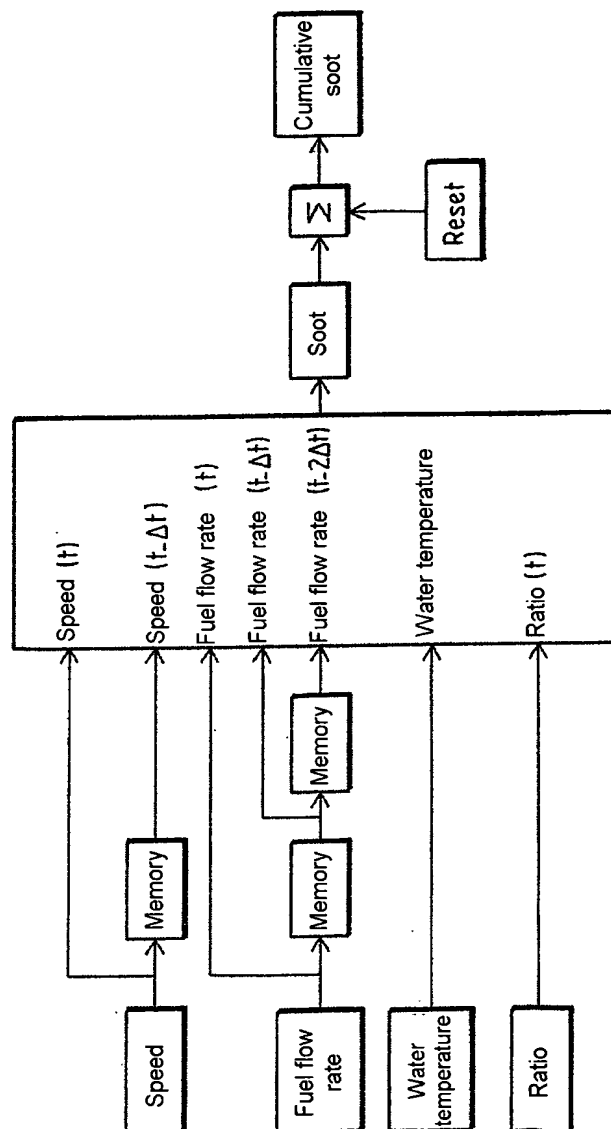 Speed
Fuel flow
rate
Water
temperature
Ratio
Memory
Memory
Memory
Speed (t)
Speed (t-Δt)
Fuel flow rate (t)
Fuel flow rate (t-Δt)
Fuel flow rate (t-2Δt)
Water temperature
Ratio (t)
Soot
Σ
Reset
Cumulative
soot